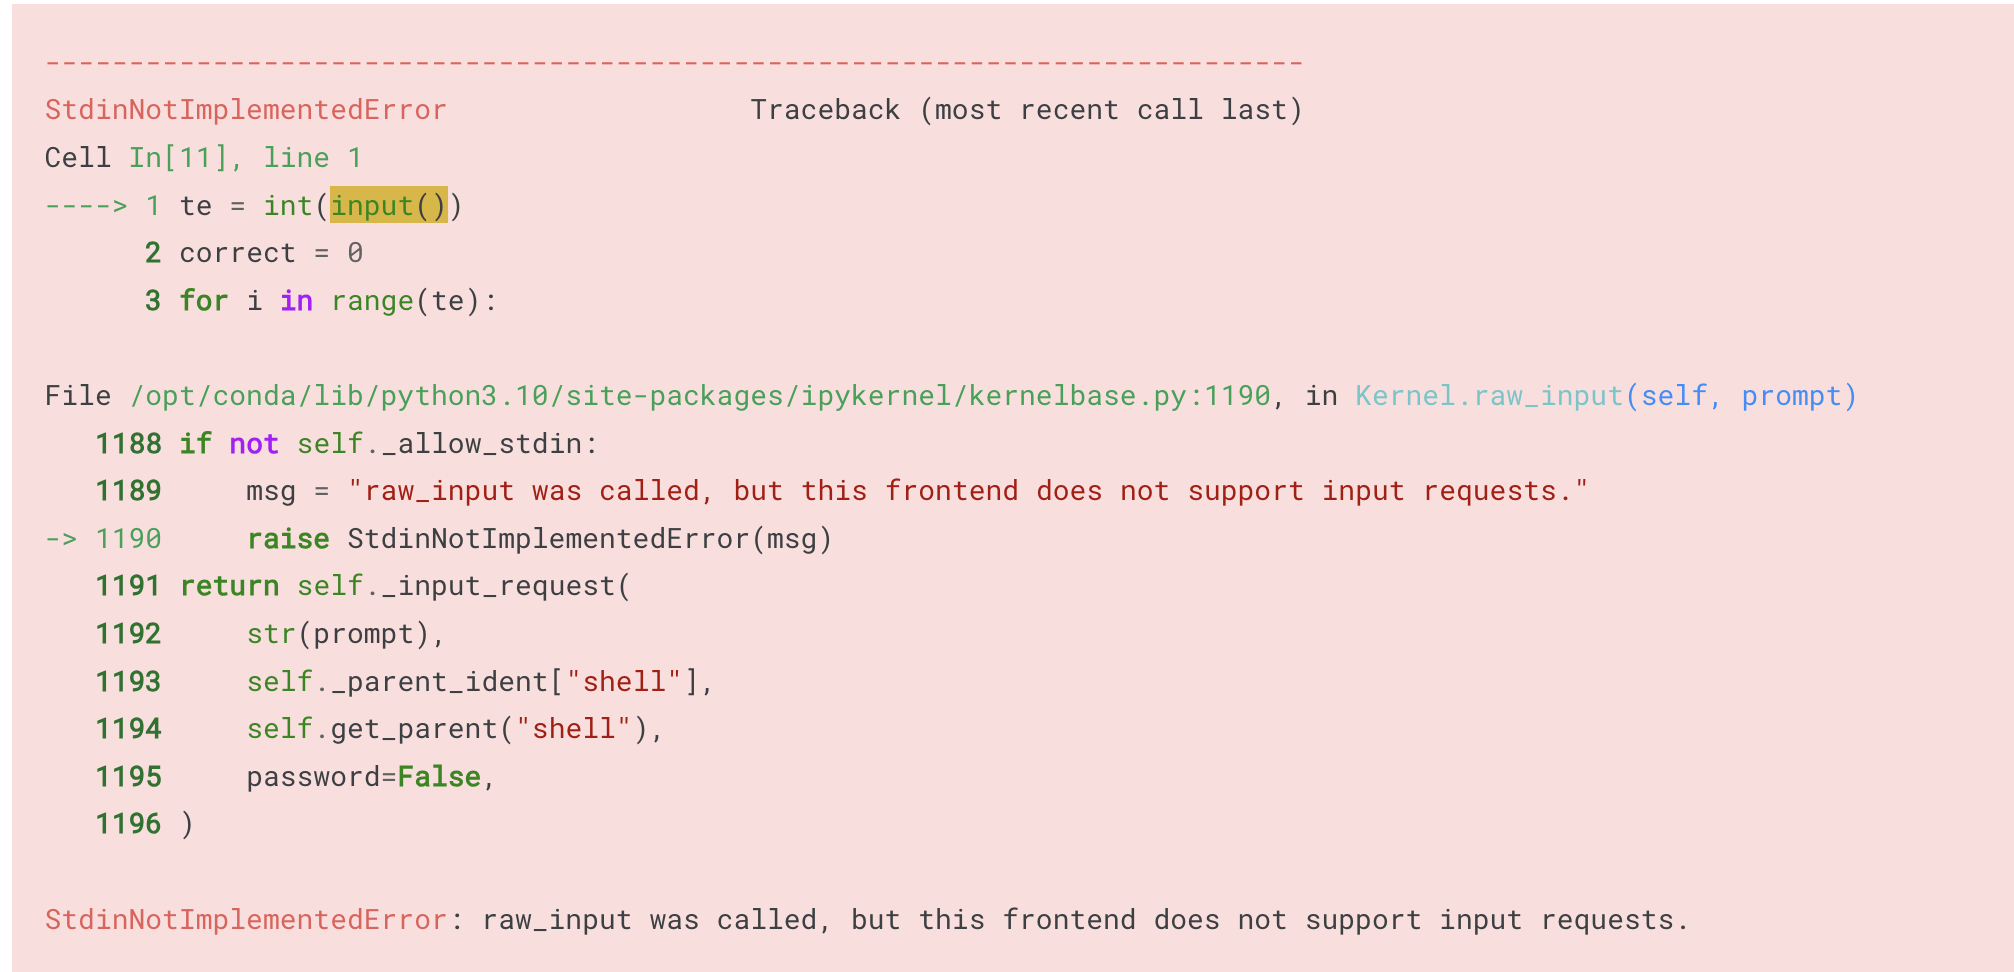 ---------------------------------------------------------------------------
StdinNotImplementedError                  Traceback (most recent call last)
Cell In[11], line 1
----> 1 te = int(input())
      2 correct = 0
      3 for i in range(te):

File /opt/conda/lib/python3.10/site-packages/ipykernel/kernelbase.py:1190, in Kernel.raw_input(self, prompt)
   1188 if not self._allow_stdin:
   1189     msg = "raw_input was called, but this frontend does not support input requests."
-> 1190     raise StdinNotImplementedError(msg)
   1191 return self._input_request(
   1192     str(prompt),
   1193     self._parent_ident["shell"],
   1194     self.get_parent("shell"),
   1195     password=False,
   1196 )

StdinNotImplementedError: raw_input was called, but this frontend does not support input requests.